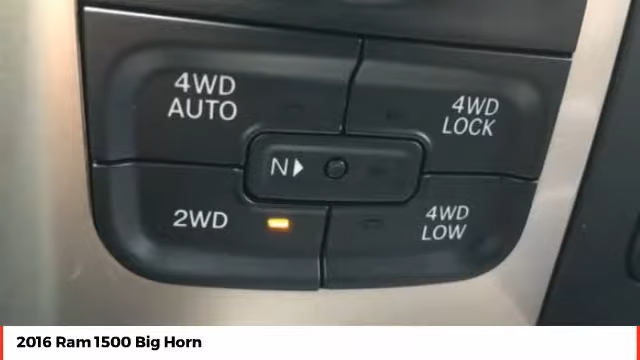 4WD
AUTO
4WD
LOCK
N
2WD
4WD
LOW
2016 Ram 1500 Big Horn